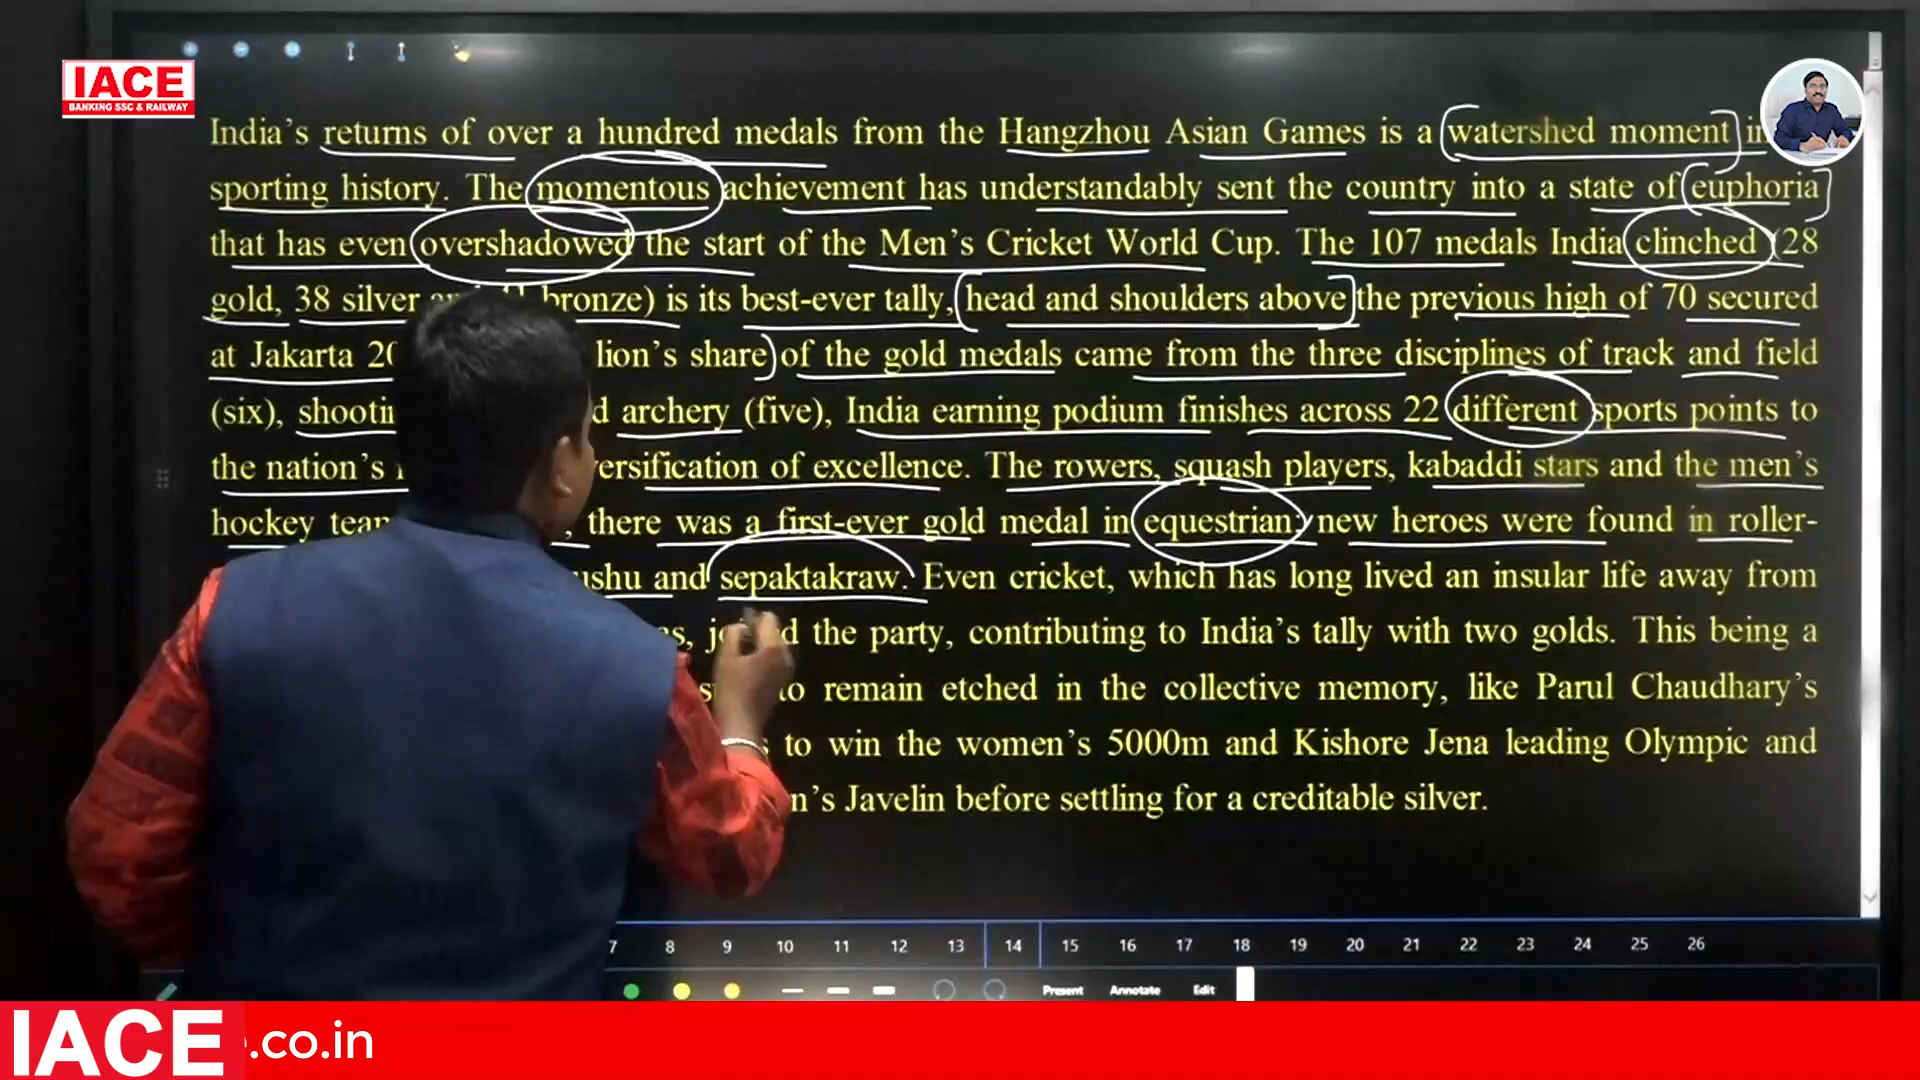 IACE
BANKING SSC & RAILWAY
India's returns of over a hundred medals from the Hangzhou Asian Games is a watershed moment in
sporting history. The momentous achievement has understandably sent the country into a state of euphoria
that has even overshadowed the start of the Men's Cricket World Cup. The 107 medals India clinched (28
gold, 38 silver bronze) is its best-ever tally, head and shoulders above the previous high of 70 secured
at Jakarta lion's share of the gold medals came from the three disciplines of track and field
(six), archery (five), India earning podium finishes across 22 different sports points to
the nation's of excellence. The rowers, squash players, kabaddi stars and the men's
hockey there was a first-ever gold medal in equestrian; new heroes were found in roller-
and sepaktakraw. Even cricket, which has long lived an insular life away from
the party, contributing to India's tally with two golds. This being a
to remain etched in the collective memory, like Parul Chaudhary's
to win the women's 5000m and Kishore Jena leading Olympic and
Javelin before settling for a creditable silver.
7 8 9 10 11 12 13 14 15 16 17 18 19 20 21 22 23 24 25 26
Present Annotate Edit
IACE .co.in